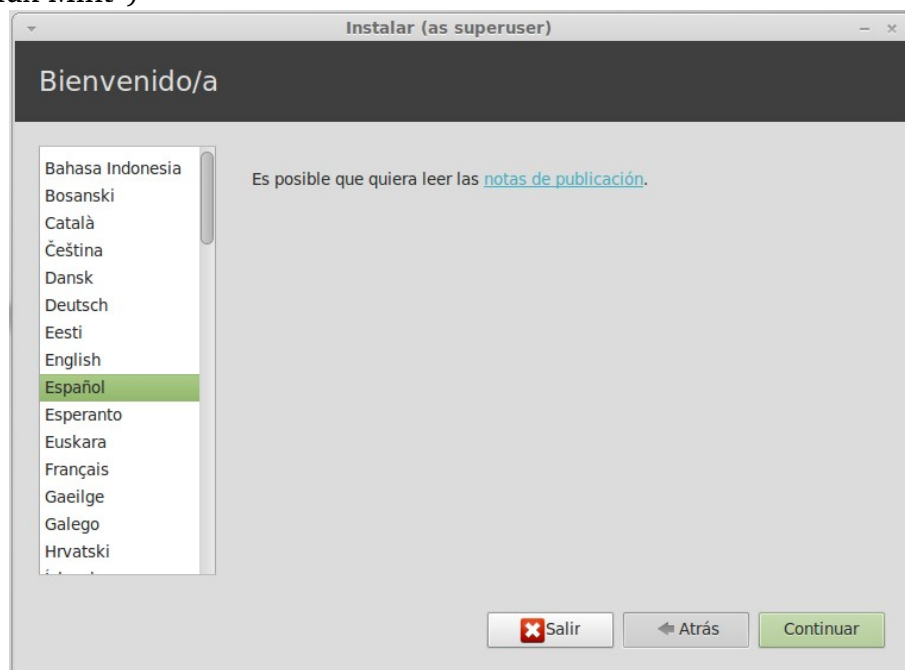 Instalar (as superuser)
Bienvenido/a
Bahasa Indonesia
Bosanski
Català
Čeština
Dansk
Deutsch
Eesti
English
Español
Esperanto
Euskara
Français
Gaeilge
Galego
Hrvatski
Es posible que quiera leer las notas de publicación.
Salir
Atrás
Continuar